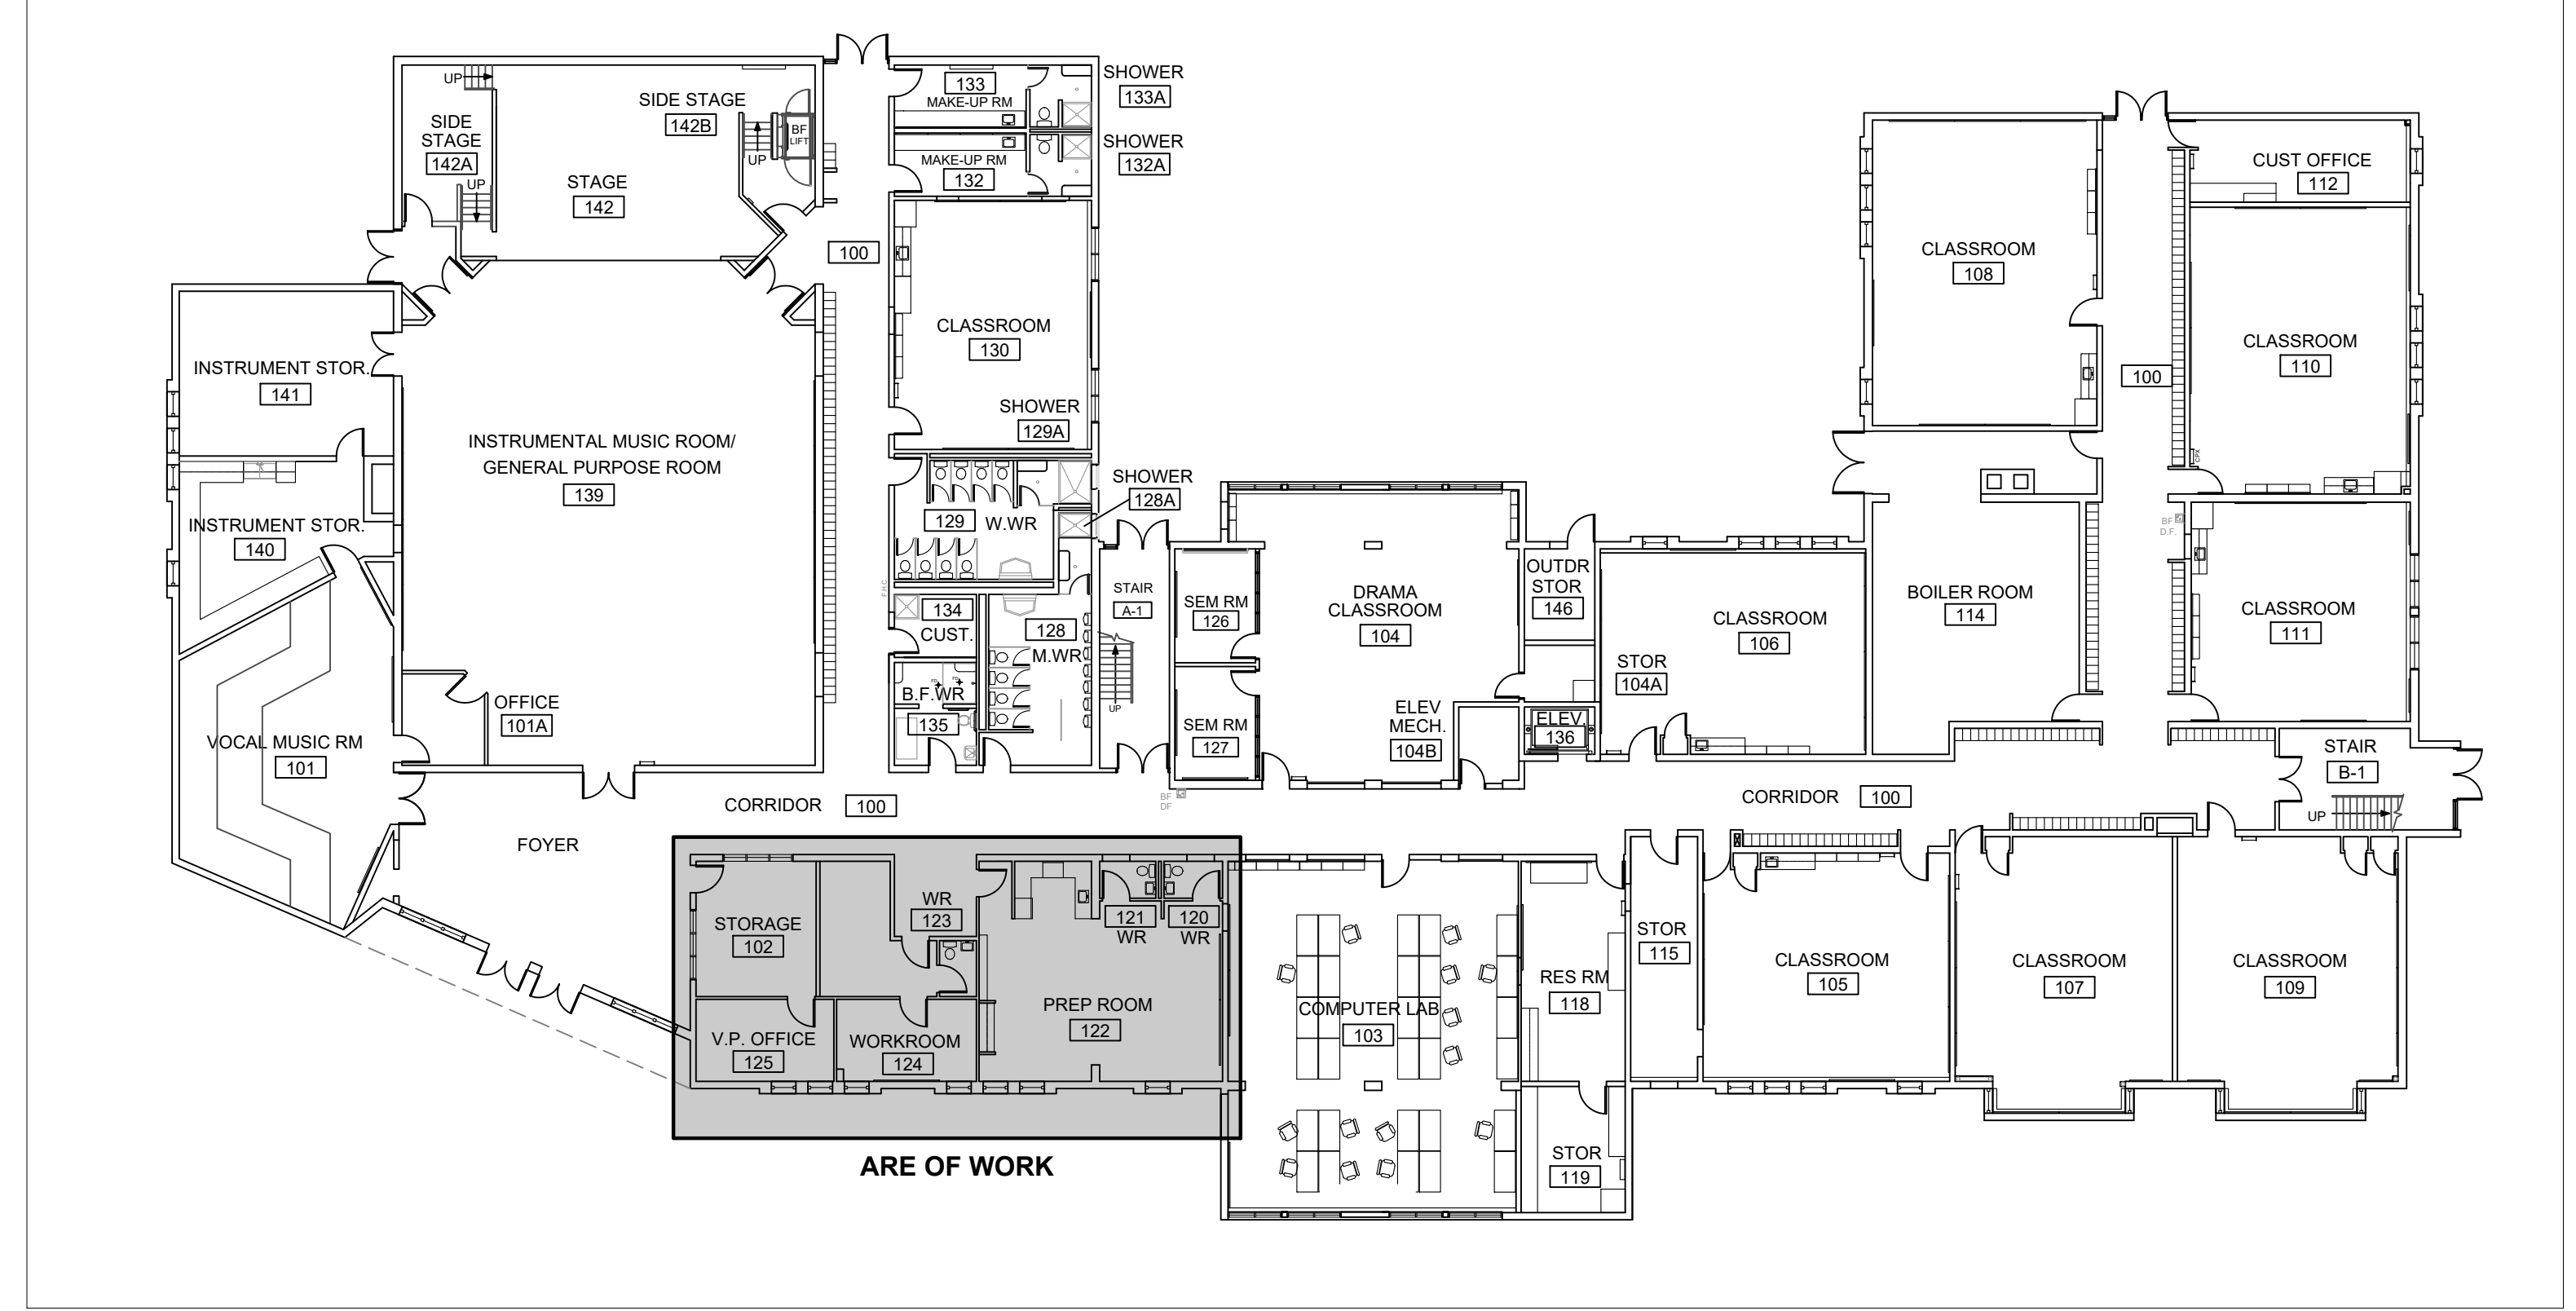 UP
SIDE
STAGE
142A
UP
STAGE
142
SIDE STAGE
142B
BF
LIFT
UP
133
MAKE-UP RM
SHOWER
133A
MAKE-UP RM
132
SHOWER
132A
100
CLASSROOM
130
SHOWER
129A
INSTRUMENT STOR.
141
INSTRUMENTAL MUSIC ROOM/
GENERAL PURPOSE ROOM
139
INSTRUMENT STOR.
140
129
W.WR
SHOWER
128A
F.H.C
134
CUST.
128
M.WR
B.F.WR
FD
FD
135
STAIR
A-1
UP
SEM RM
126
SEM RM
127
DRAMA
CLASSROOM
104
ELEV
MECH.
104B
OUTDR
STOR
146
ELEV.
136
STOR
104A
CLASSROOM
106
CLASSROOM
108
100
CUST OFFICE
112
CLASSROOM
110
CPX
BF
D.F.
BOILER ROOM
114
CLASSROOM
111
STAIR
B-1
UP
OFFICE
101A
VOCAL MUSIC RM
101
CORRIDOR 100
BF
DF
CORRIDOR 100
FOYER
STORAGE
102
WR
123
121
WR
120
WR
PREP ROOM
122
V.P. OFFICE
125
WORKROOM
124
ARE OF WORK
COMPUTER LAB
103
RES RM
118
STOR
119
STOR
115
CLASSROOM
105
CLASSROOM
107
CLASSROOM
109